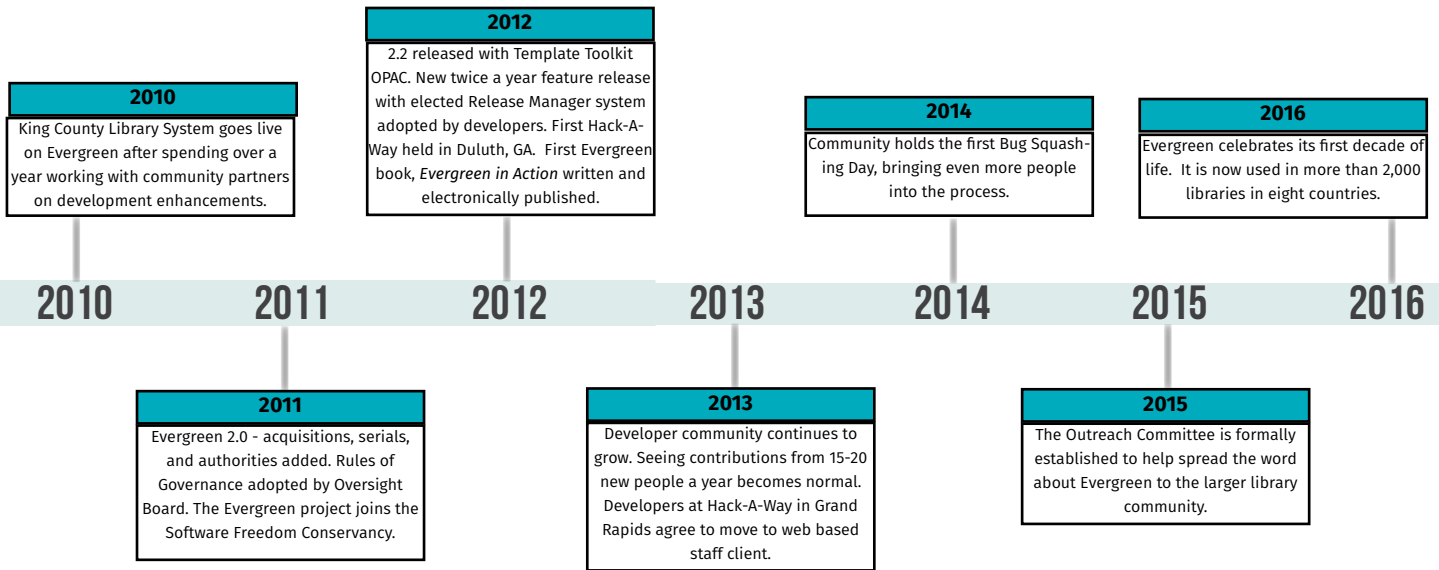 2012
2.2 released with Template Toolkit
OPAC. New twice a year feature release
with elected Release Manager system
adopted by developers. First Hack-A-
Way held in Duluth, GA.  First Evergreen
book, Evergreen in Action written and
electronically published.
2010
King County Library System goes live
on Evergreen after spending over a
year working with community partners
on development enhancements.
2014
Community holds the first Bug Squash-
ing Day, bringing even more people
into the process.
2016
Evergreen celebrates its first decade of
life.  It is now used in more than 2,000
libraries in eight countries.
2010 2011 2012 2013 2014 2015 2016
2011
Evergreen 2.0 - acquisitions, serials,
and authorities added. Rules of
Governance adopted by Oversight
Board. The Evergreen project joins the
Software Freedom Conservancy.
2013
Developer community continues to
grow. Seeing contributions from 15-20
new people a year becomes normal.
Developers at Hack-A-Way in Grand
Rapids agree to move to web based
staff client.
2015
The Outreach Committee is formally
established to help spread the word
about Evergreen to the larger library
community.